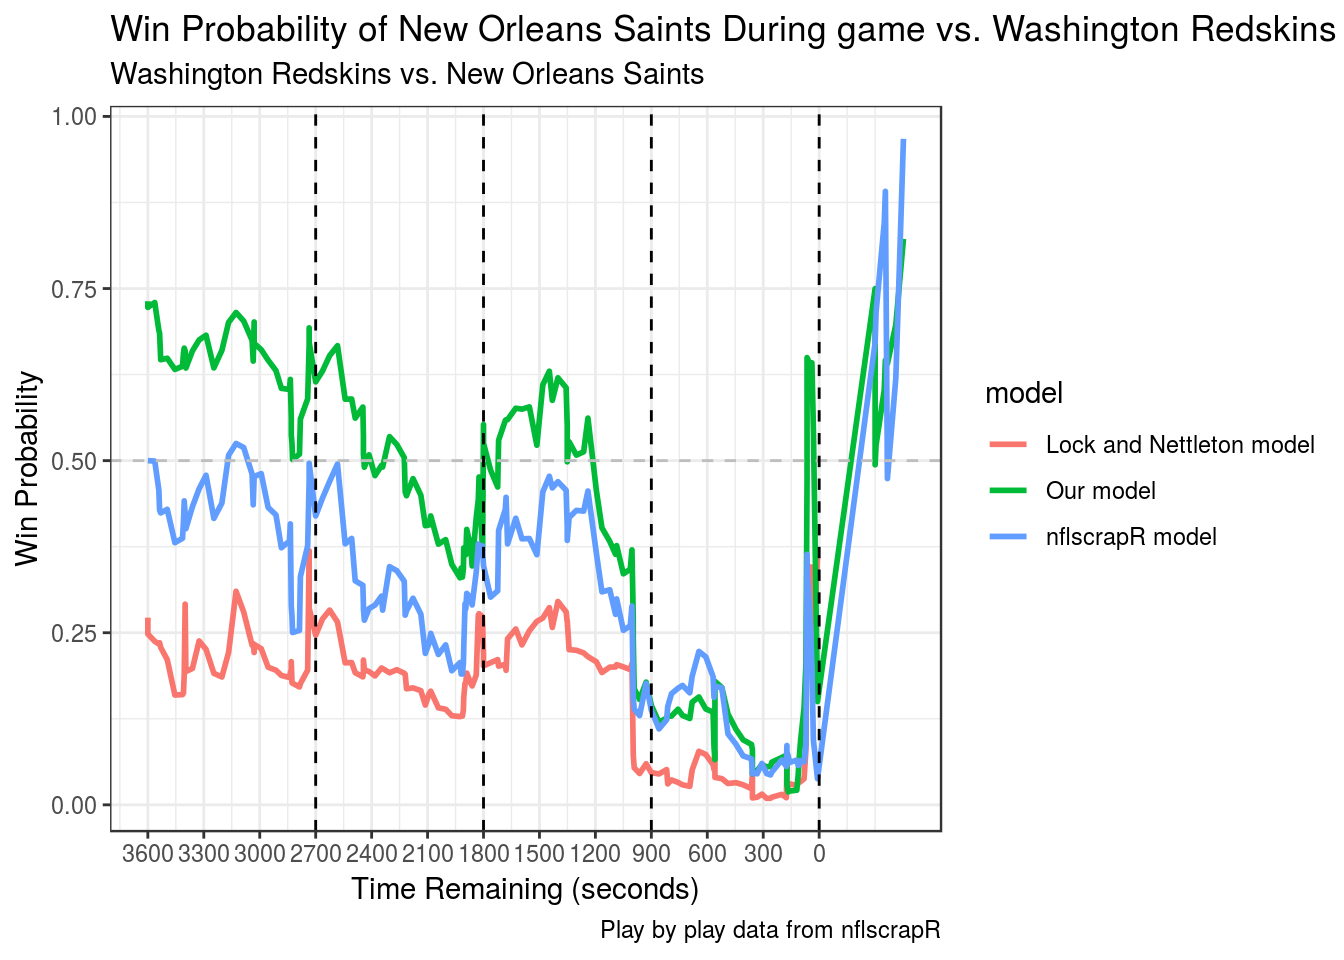 Win Probability of New Orleans Saints During game vs. Washington Redskins
Washington Redskins vs. New Orleans Saints
1.00
0.75
0.50
0.25
0.00
Win Probability
3600 3300 3000 2700 2400 2100 1800 1500 1200 900 600 300 0
Time Remaining (seconds)
Play by play data from nflscrapR
model
Lock and Nettleton model
Our model
nflscrapR model